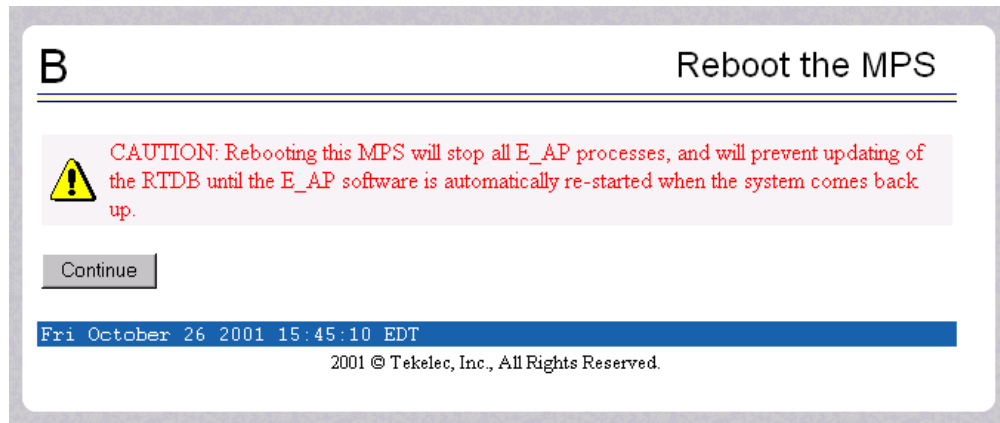 B
Reboot the MPS
CAUTION: Rebooting this MPS will stop all E_AP processes, and will prevent updating of
the RTDB until the E_AP software is automatically re-started when the system comes back
up.
Continue
Fri October 26 2001 15:45:10 EDT
2001 © Tekelec, Inc., All Rights Reserved.